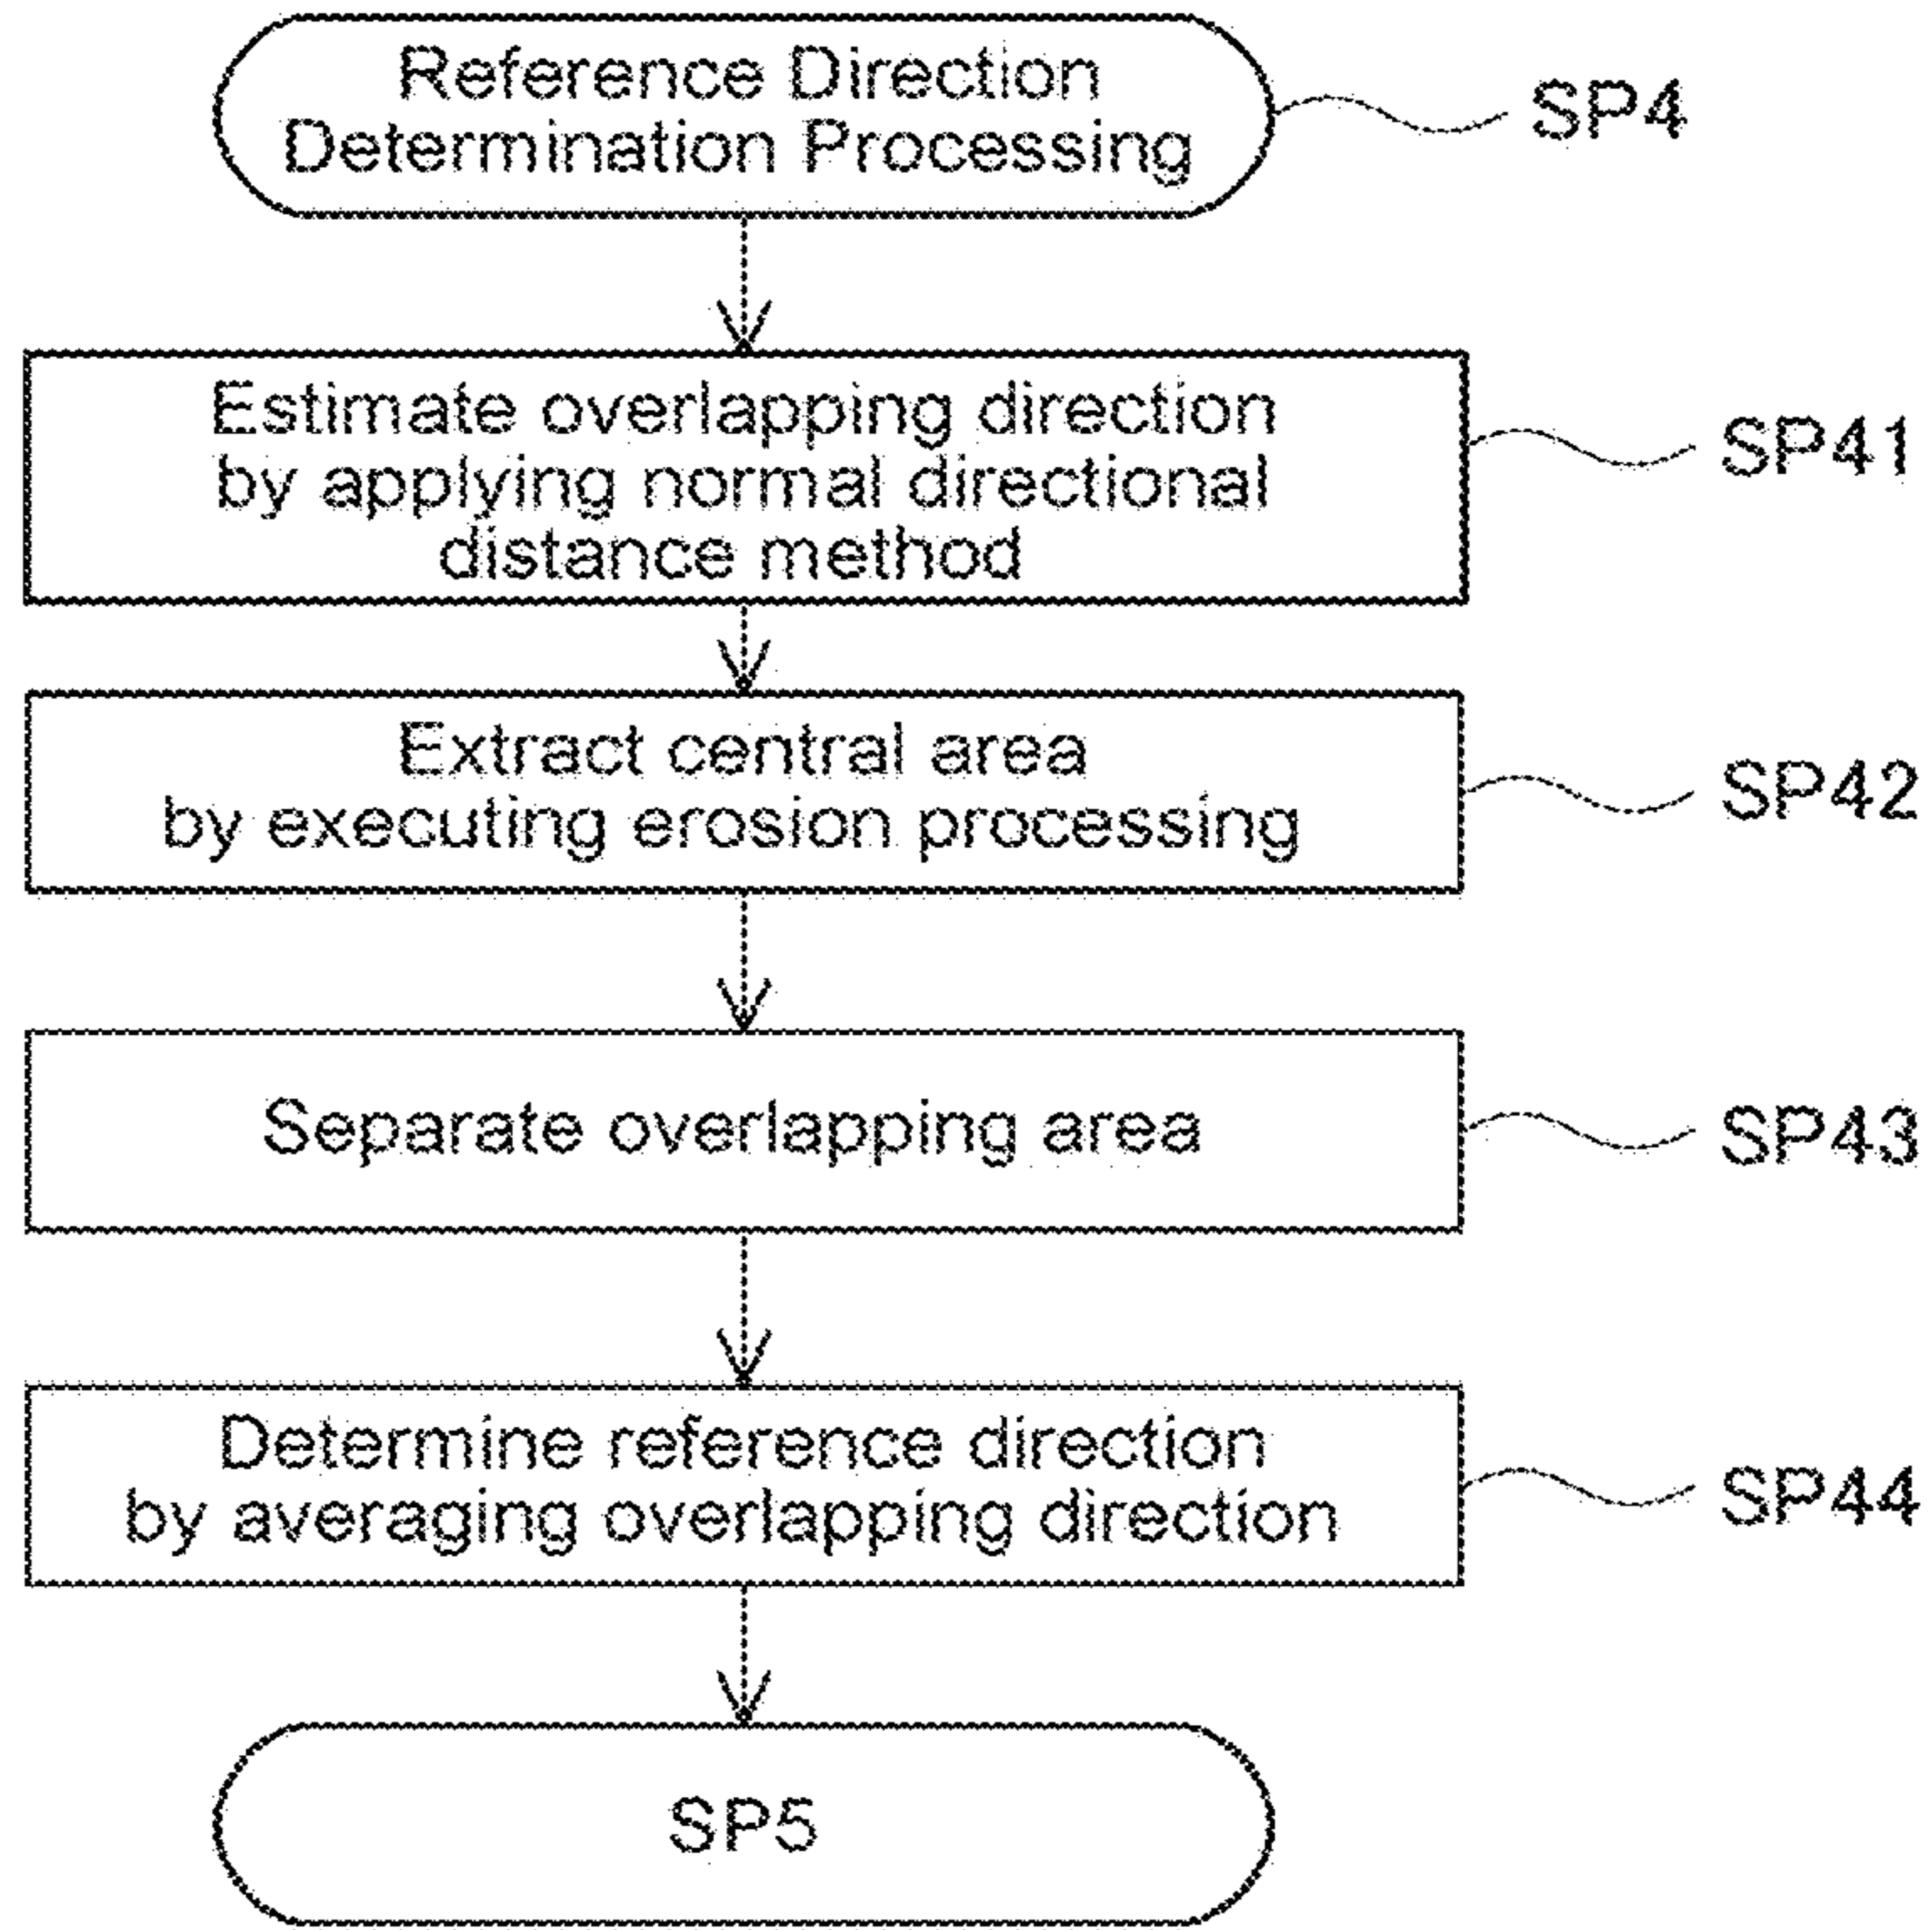 Reference Direction
Determination Processing
SP4
Estimate overlapping direction
by applying normal directional
distance method
SP41
Extract central area
by executing erosion processing
SP42
Separate overlapping area
SP43
Determine reference direction
by averaging overlapping direction
SP44
SP5